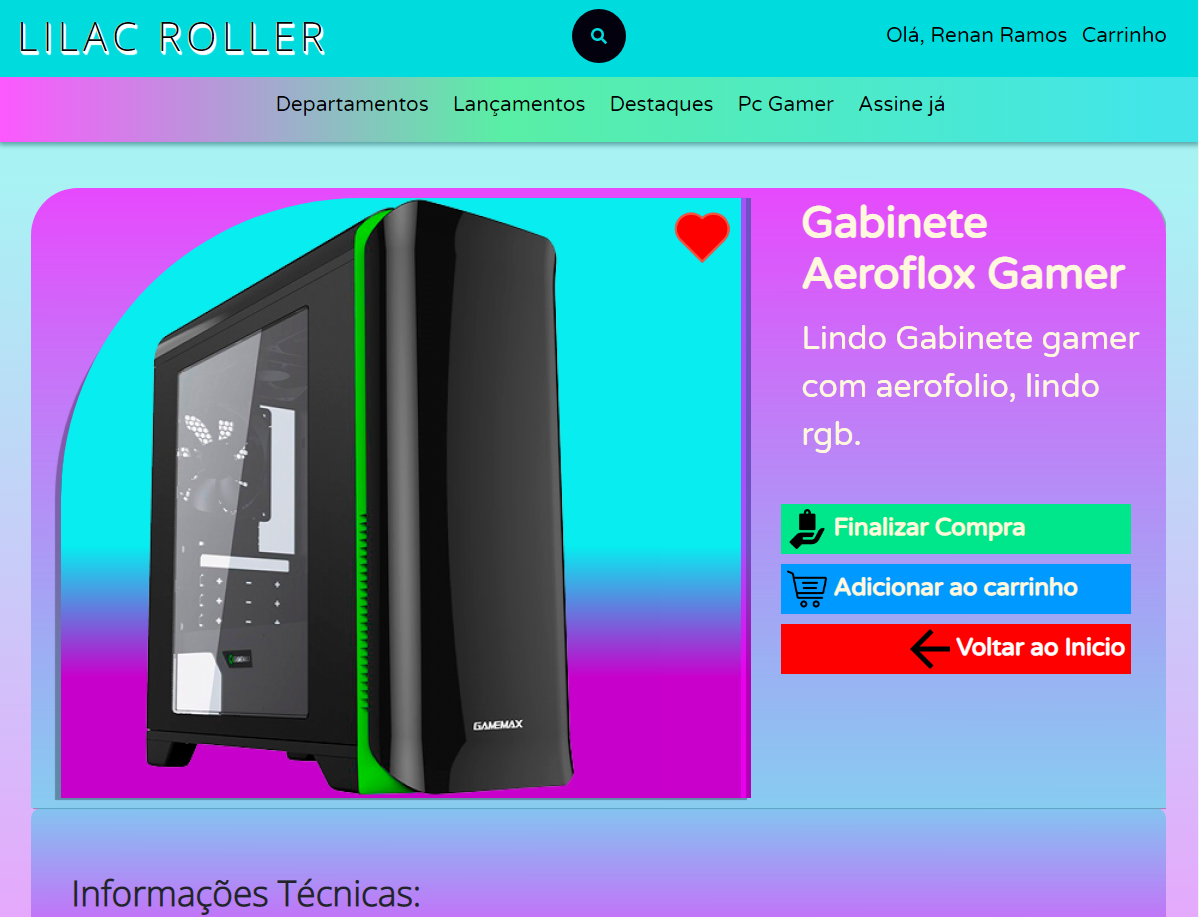 LILAC ROLLER
Olá, Renan Ramos Carrinho
Departamentos Lançamentos Destaques Pc Gamer Assine já
Gabinete
Aeroflox Gamer
Lindo Gabinete gamer
com aerofolio, lindo
rgb.
Finalizar Compra
Adicionar ao carrinho
Voltar ao Inicio
GAMEMAX
Informações Técnicas: